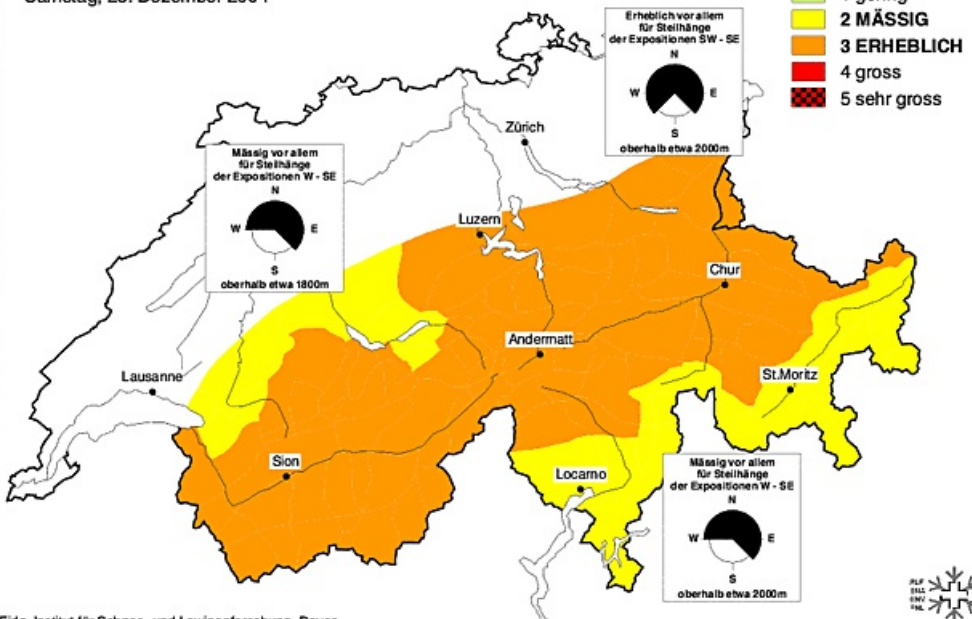 2 MÄSSIG
3 ERHEBLICH
4 gross
5 sehr gross
Erheblich vor allem
für Steilhänge
der Expositionen SW - SE
N
W E
S
oberhalb etwa 2000m
Zürich
Mässig vor allem
für Steilhänge
der Expositionen W - SE
N
W E
S
oberhalb etwa 1800m
Luzern
Chur
Andermatt
Lausanne
St.Moritz
Sion
Locarno
Mässig vor allem
für Steilhänge
der Expositionen W - SE
N
W E
S
oberhalb etwa 2000m